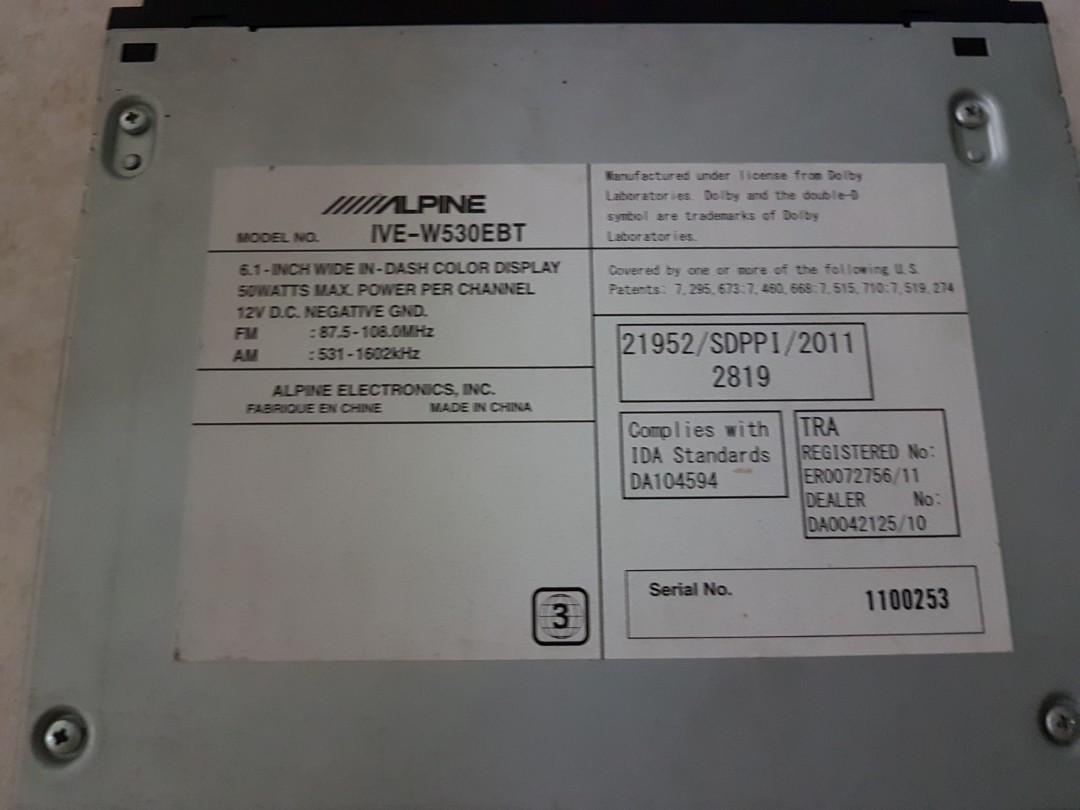 ALPINE
MODEL NO. IVE-W530EBT
6.1-INCH WIDE IN-DASH COLOR DISPLAY
50WATTS MAX. POWER PER CHANNEL
12V D.C. NEGATIVE GND.
FM :87.5-108.0MHz
AM :531-1602kHz
ALPINE ELECTRONICS, INC.
FABRIQUE EN CHINE MADE IN CHINA
3
Manufactured under license from Dolby
Laboratories. Dolby and the double-D
symbol are trademarks of Dolby
Laboratories.
Covered by one or more of the following U.S.
Patents: 7,295,673:7,460,668:7,515,710:7,519,274
21952/SDPPI/2011
2819
Complies with
IDA Standards
DA104594
TRA
REGISTERED No:
ER0072756/11
DEALER No:
DA0042125/10
Serial No. 1100253